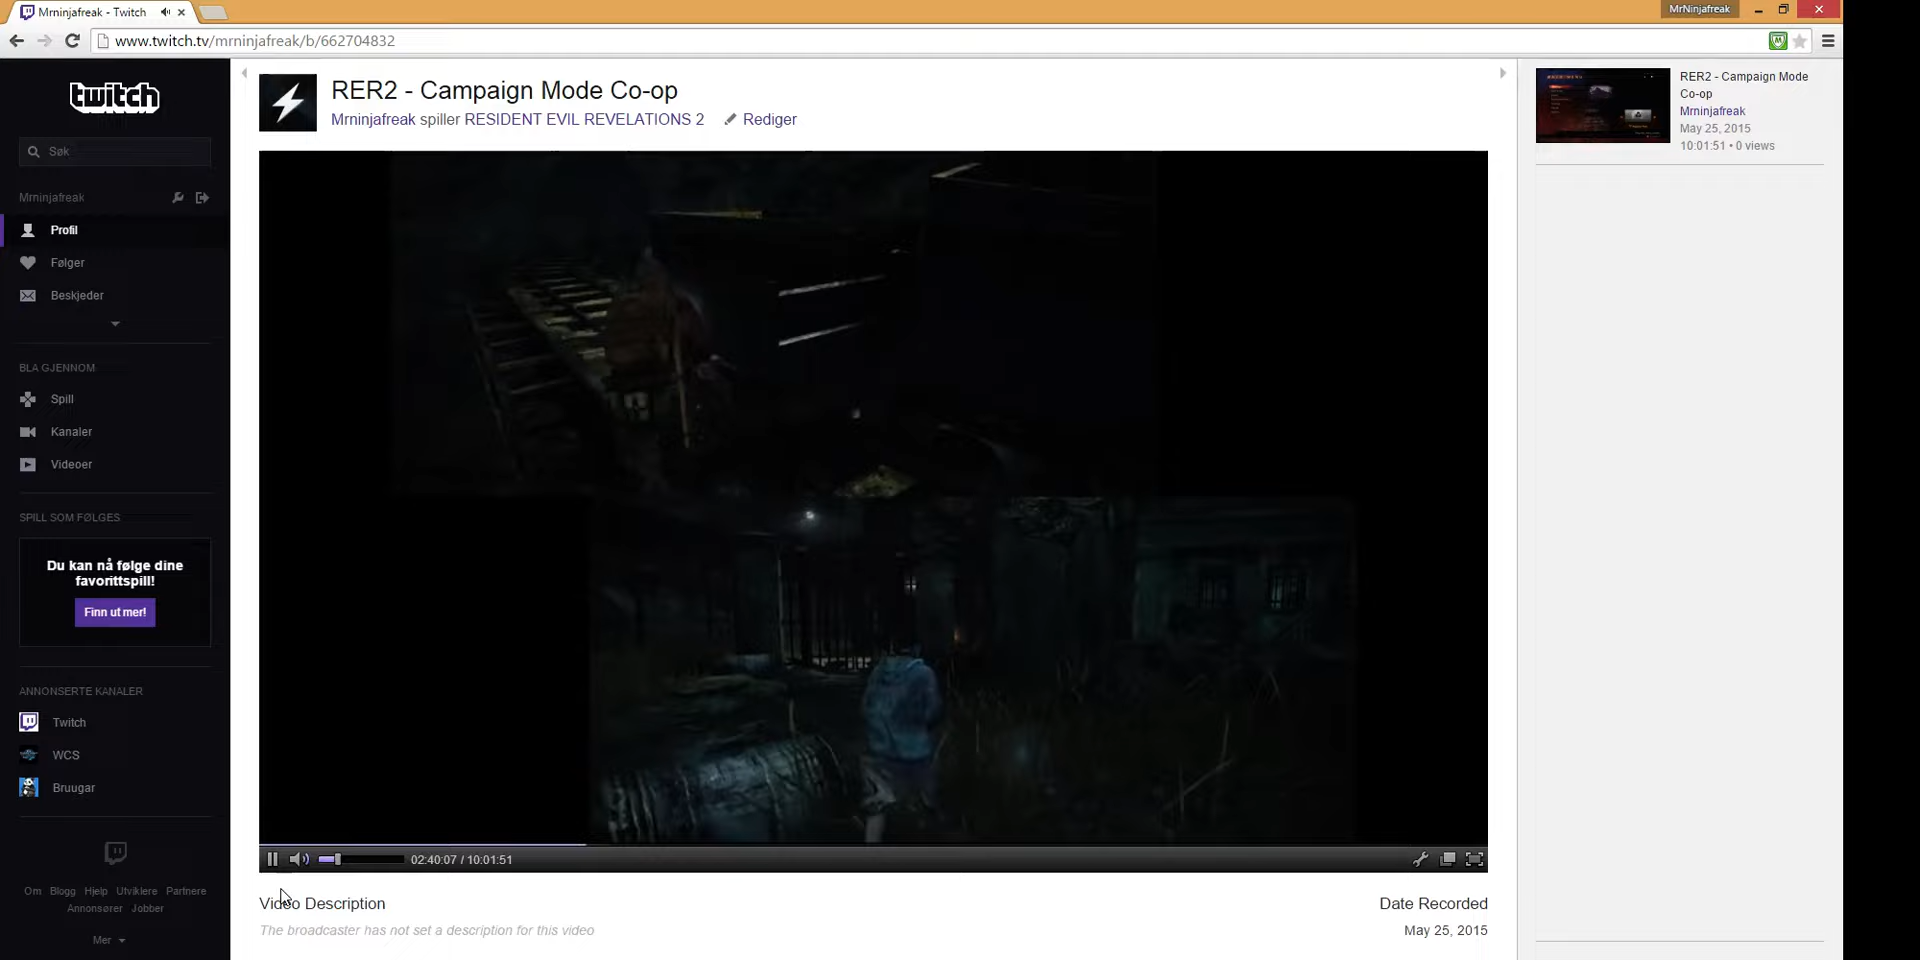 Mrninjafreak - Twitch
MrNinjafreak
www.twitch.tv/mrninjafreak/b/662704832
twitch
Søk
Mrninjafreak
Profil
Følger
Beskjeder
BLA GJENNOM
Spill
Kanaler
Videoer
SPILL SOM FØLGES
Du kan nå følge dine
favorittspill!
Finn ut mer!
ANNONSERTE KANALER
Twitch
WCS
Bruugar
Om Blogg Hjelp Utviklere Partnere
Annonsører Jobber
Mer
RER2 - Campaign Mode Co-op
Mrninjafreak spiller RESIDENT EVIL REVELATIONS 2 Rediger
02:40:07 / 10:01:51
Video Description
The broadcaster has not set a description for this video
Date Recorded
May 25, 2015
RER2 - Campaign Mode
Co-op
Mrninjafreak
May 25, 2015
10:01:51 • 0 views